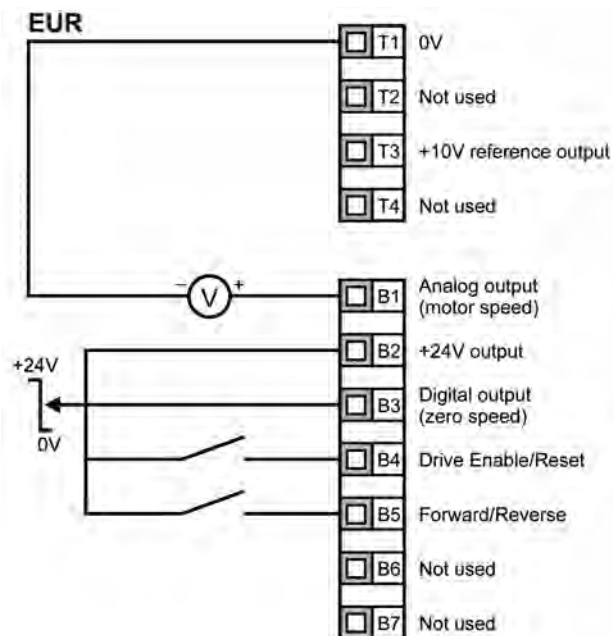 EUR
T1 0V
T2 Not used
T3 +10V reference output
T4 Not used
− V +
B1 Analog output
(motor speed)
B2 +24V output
+24V
B3 Digital output
(zero speed)
0V
B4 Drive Enable/Reset
B5 Forward/Reverse
B6 Not used
B7 Not used